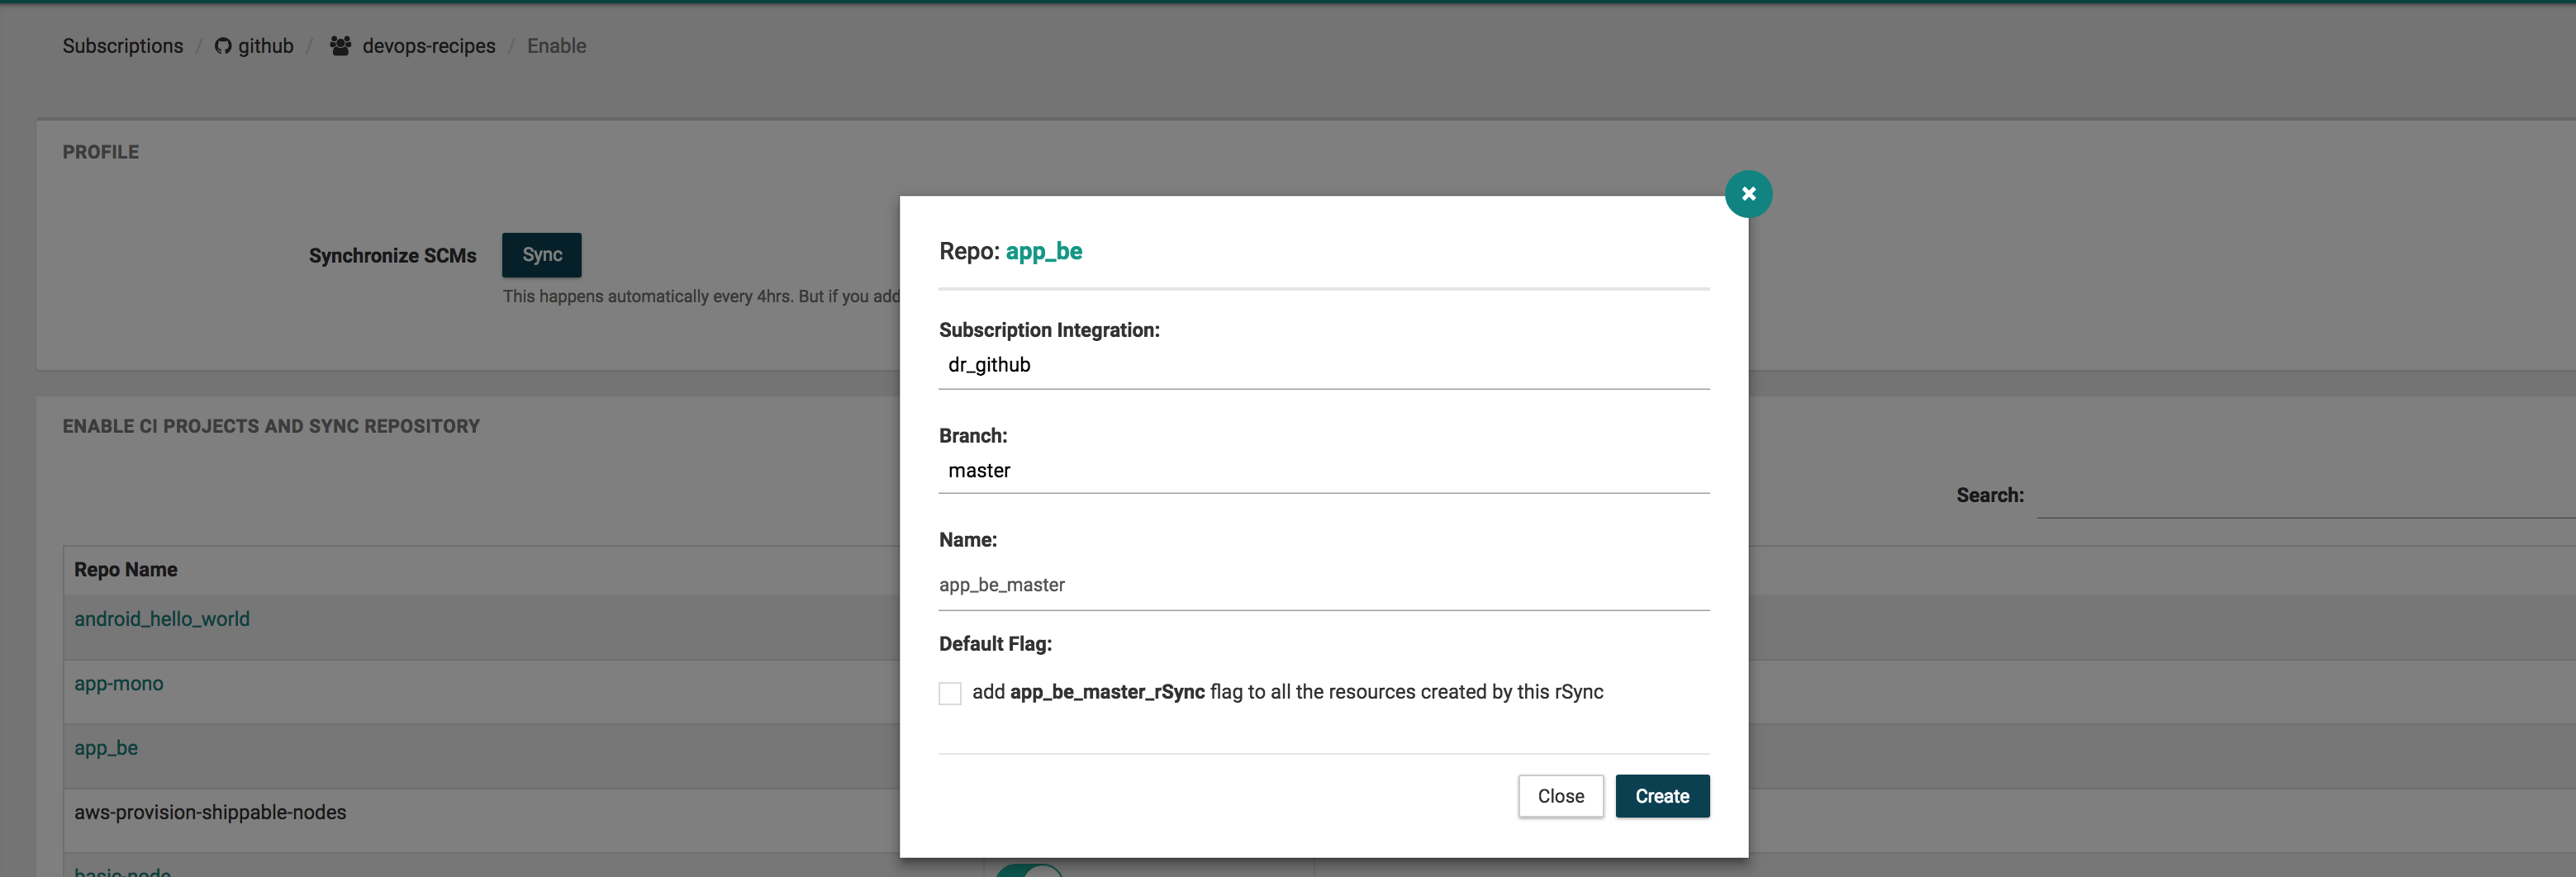 Subscriptions / github / devops-recipes / Enable
PROFILE
Synchronize SCMs Sync
This happens automatically every 4hrs. But if you add
ENABLE CI PROJECTS AND SYNC REPOSITORY
Search:
Repo Name
android_hello_world
app-mono
app_be
aws-provision-shippable-nodes
basic-node
Repo: app_be
Subscription Integration:
dr_github
Branch:
master
Name:
app_be_master
Default Flag:
add app_be_master_rSync flag to all the resources created by this rSync
Close Create